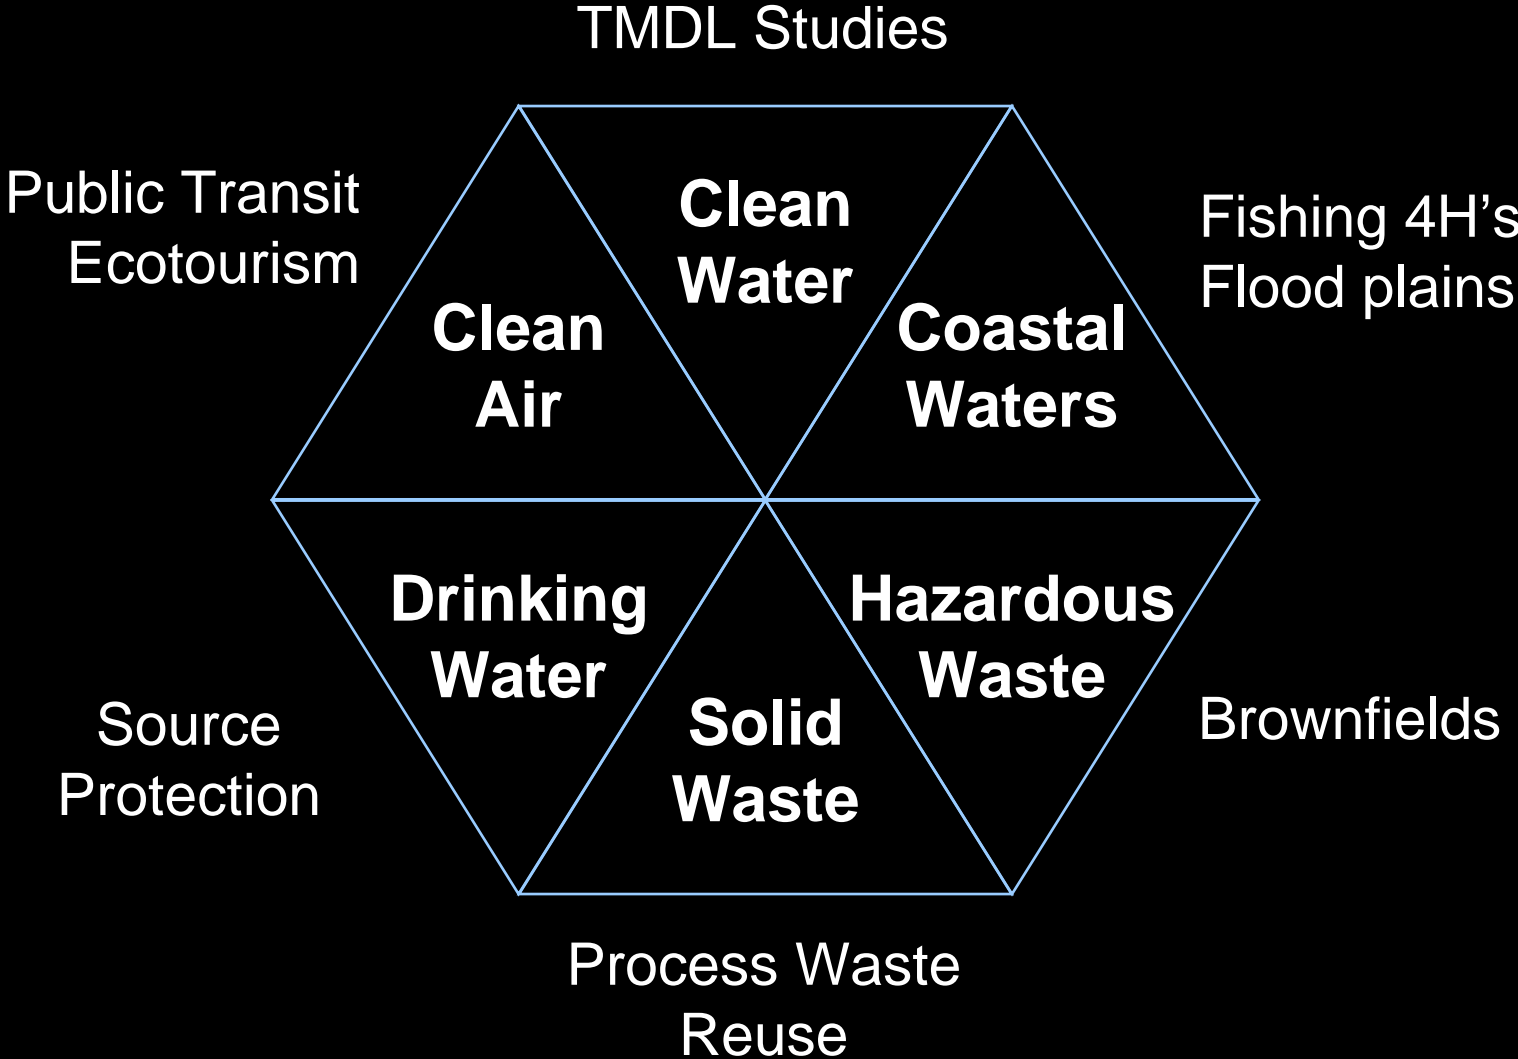 TMDL Studies
Public Transit
Ecotourism
Clean
Water
Fishing 4H's
Flood plains
Clean
Air
Coastal
Waters
Drinking
Water
Hazardous
Waste
Solid
Waste
Source
Protection
Brownfields
Process Waste
Reuse